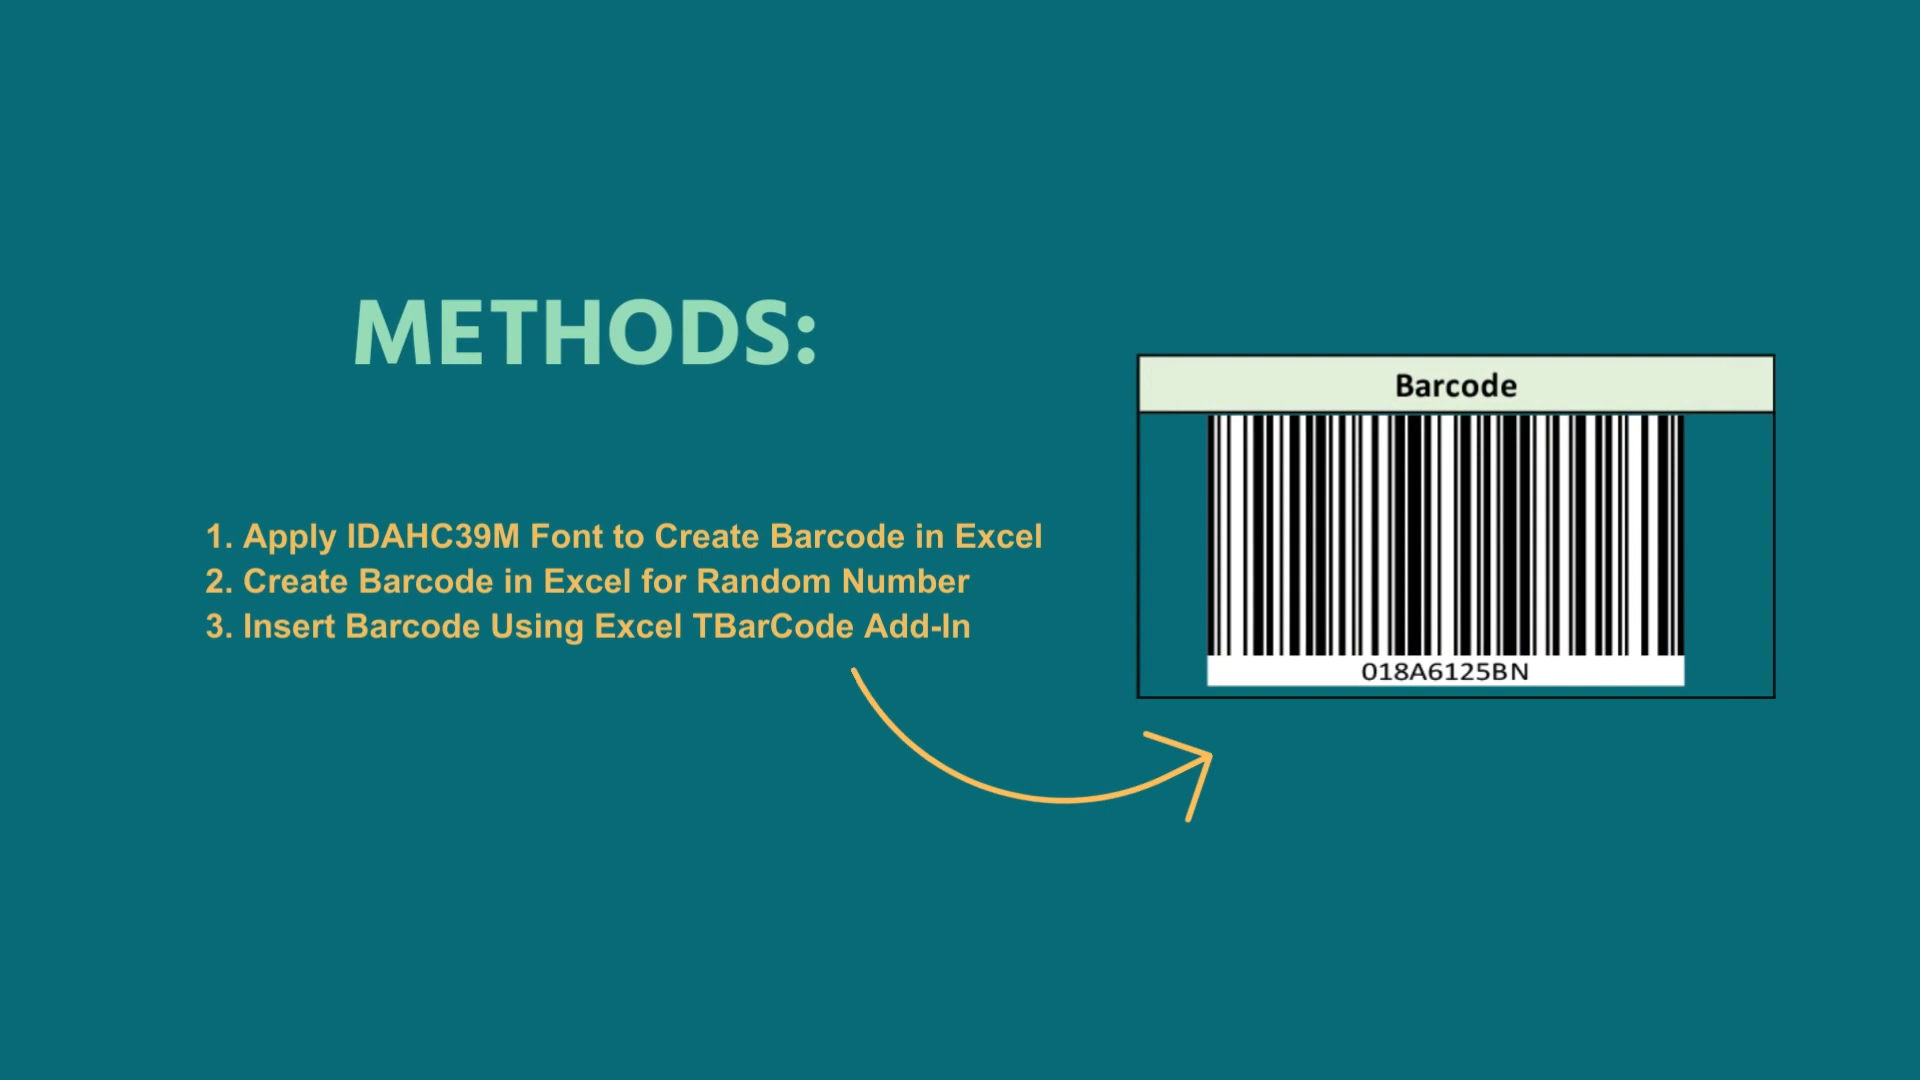 METHODS:
1. Apply IDAHC39M Font to Create Barcode in Excel
2. Create Barcode in Excel for Random Number
3. Insert Barcode Using Excel TBarCode Add-In
Barcode
018A6125BN